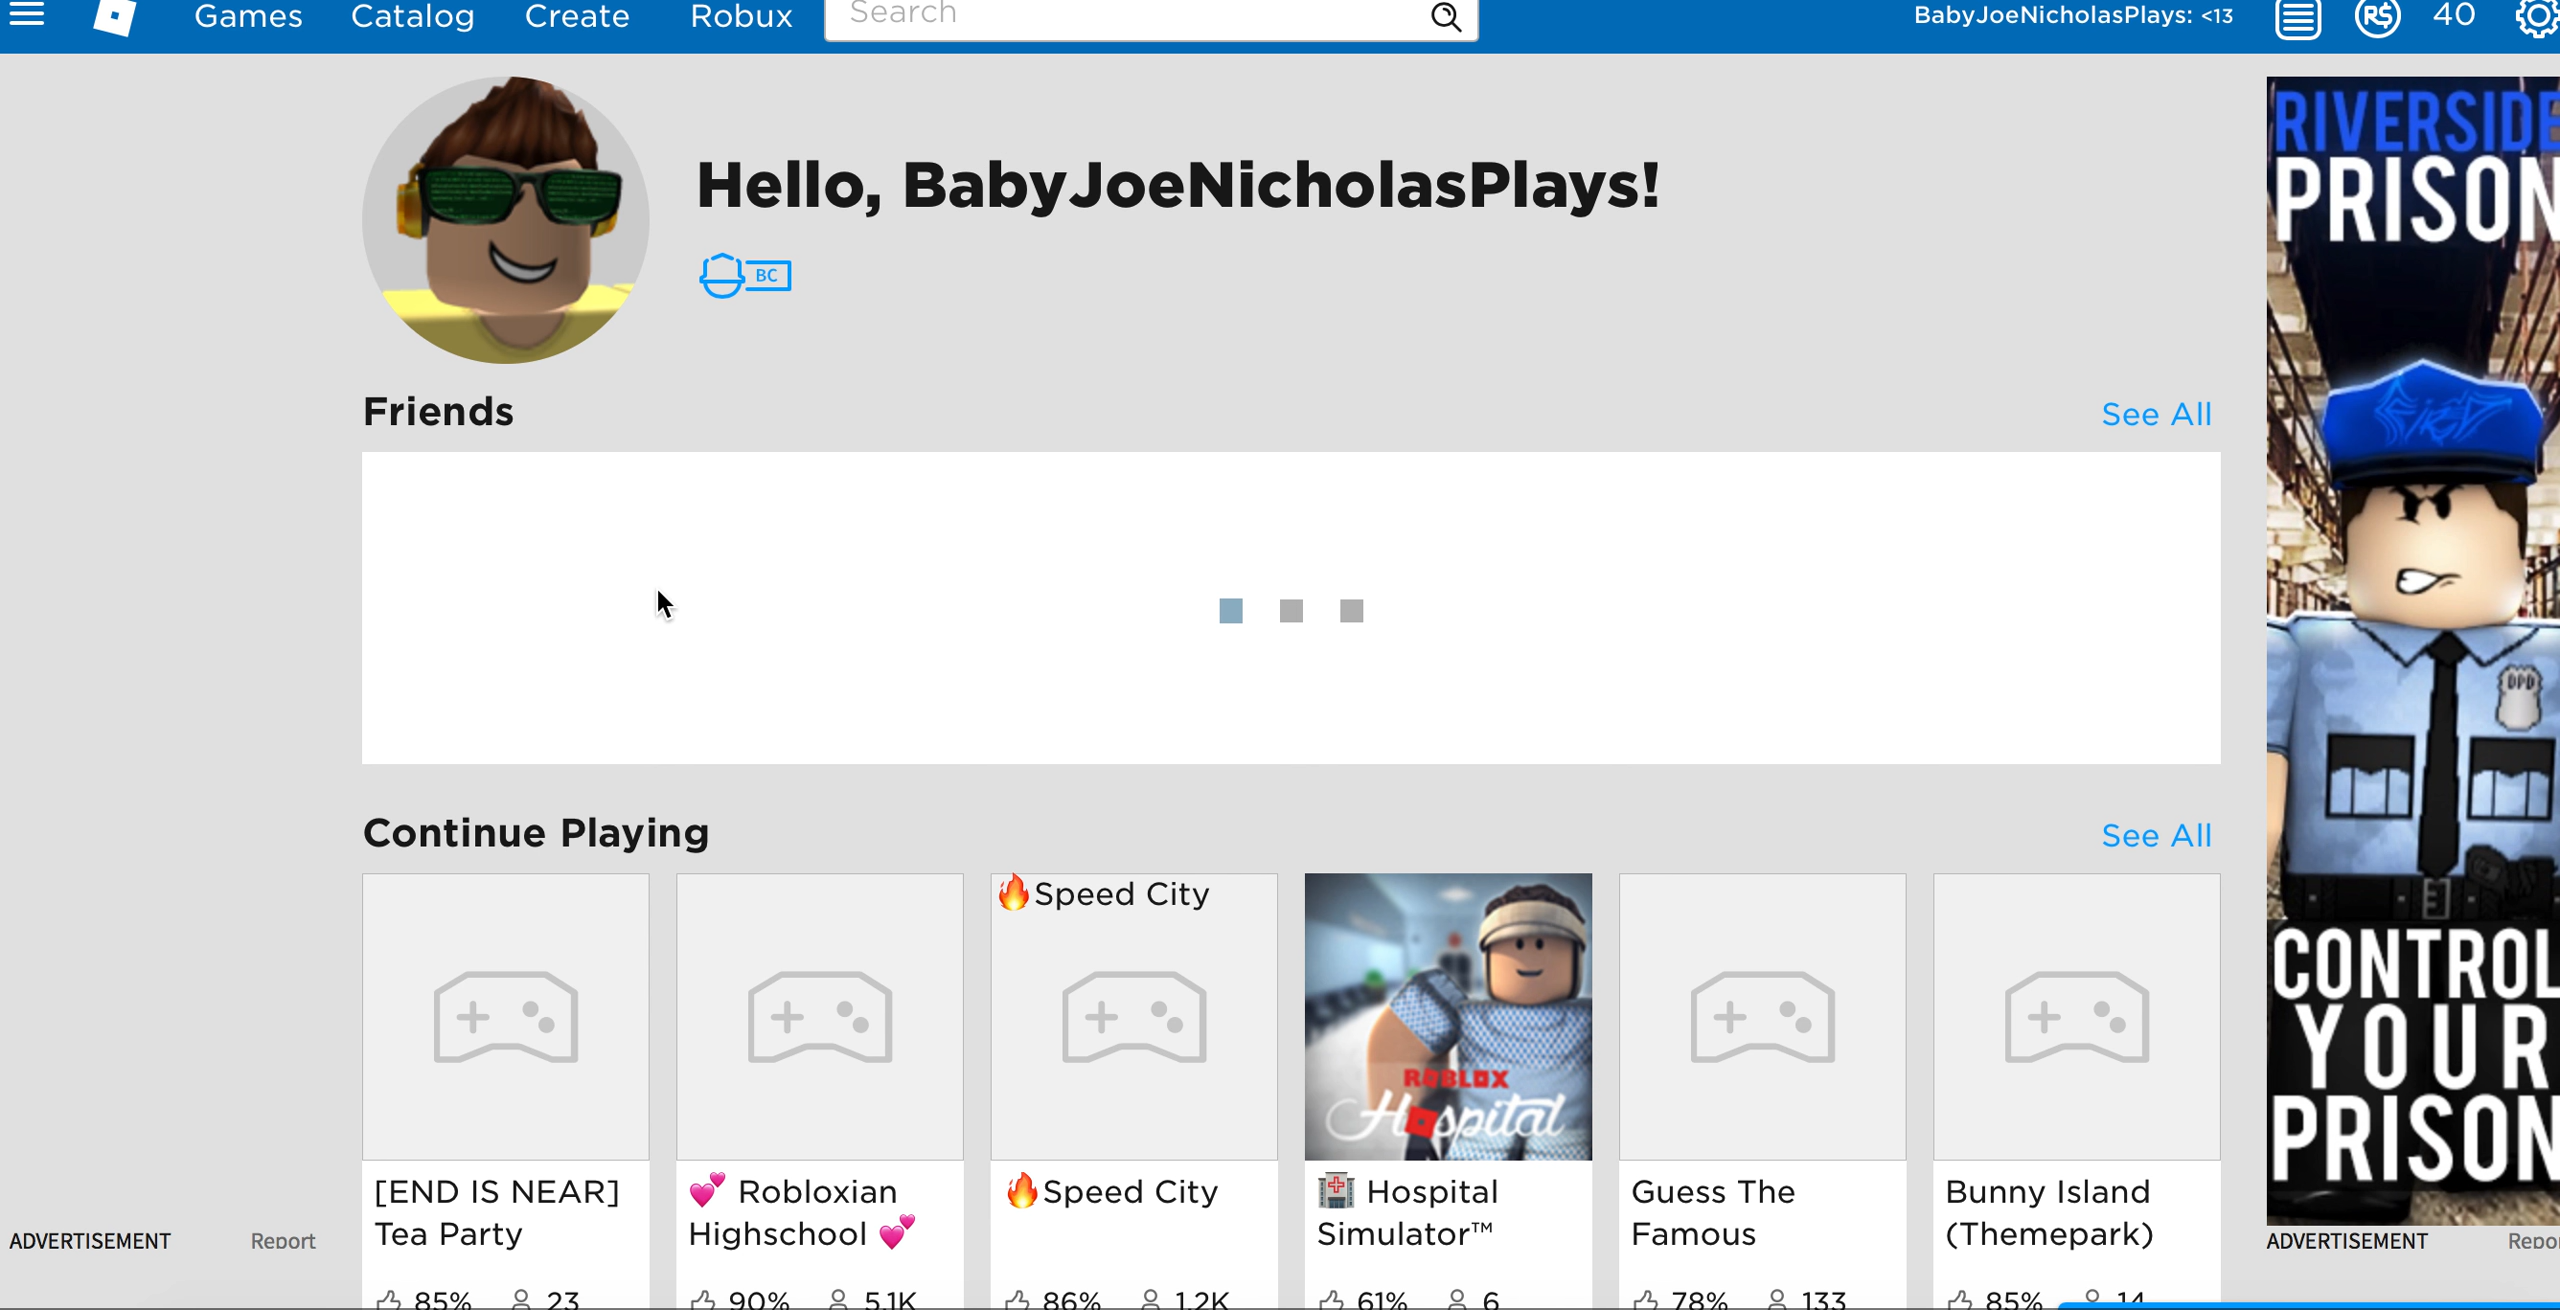 Games Catalog Create Robux Search BabyJoeNicholasPlays: <13 R$ 40
Hello, BabyJoeNicholasPlays!
BC
Friends See All
Continue Playing See All
🔥Speed City
ROBLOX
Hospital
[END IS NEAR]
Tea Party
85% 23
💕 Robloxian
Highschool 💕
90% 5.1K
🔥Speed City
86% 1.2K
🏥 Hospital
Simulator™
61% 6
Guess The
Famous
78% 133
Bunny Island
(Themepark)
85% 14
ADVERTISEMENT Report
RIVERSIDE
PRISON
DPD
CONTROL
YOUR
PRISON
ADVERTISEMENT Repor